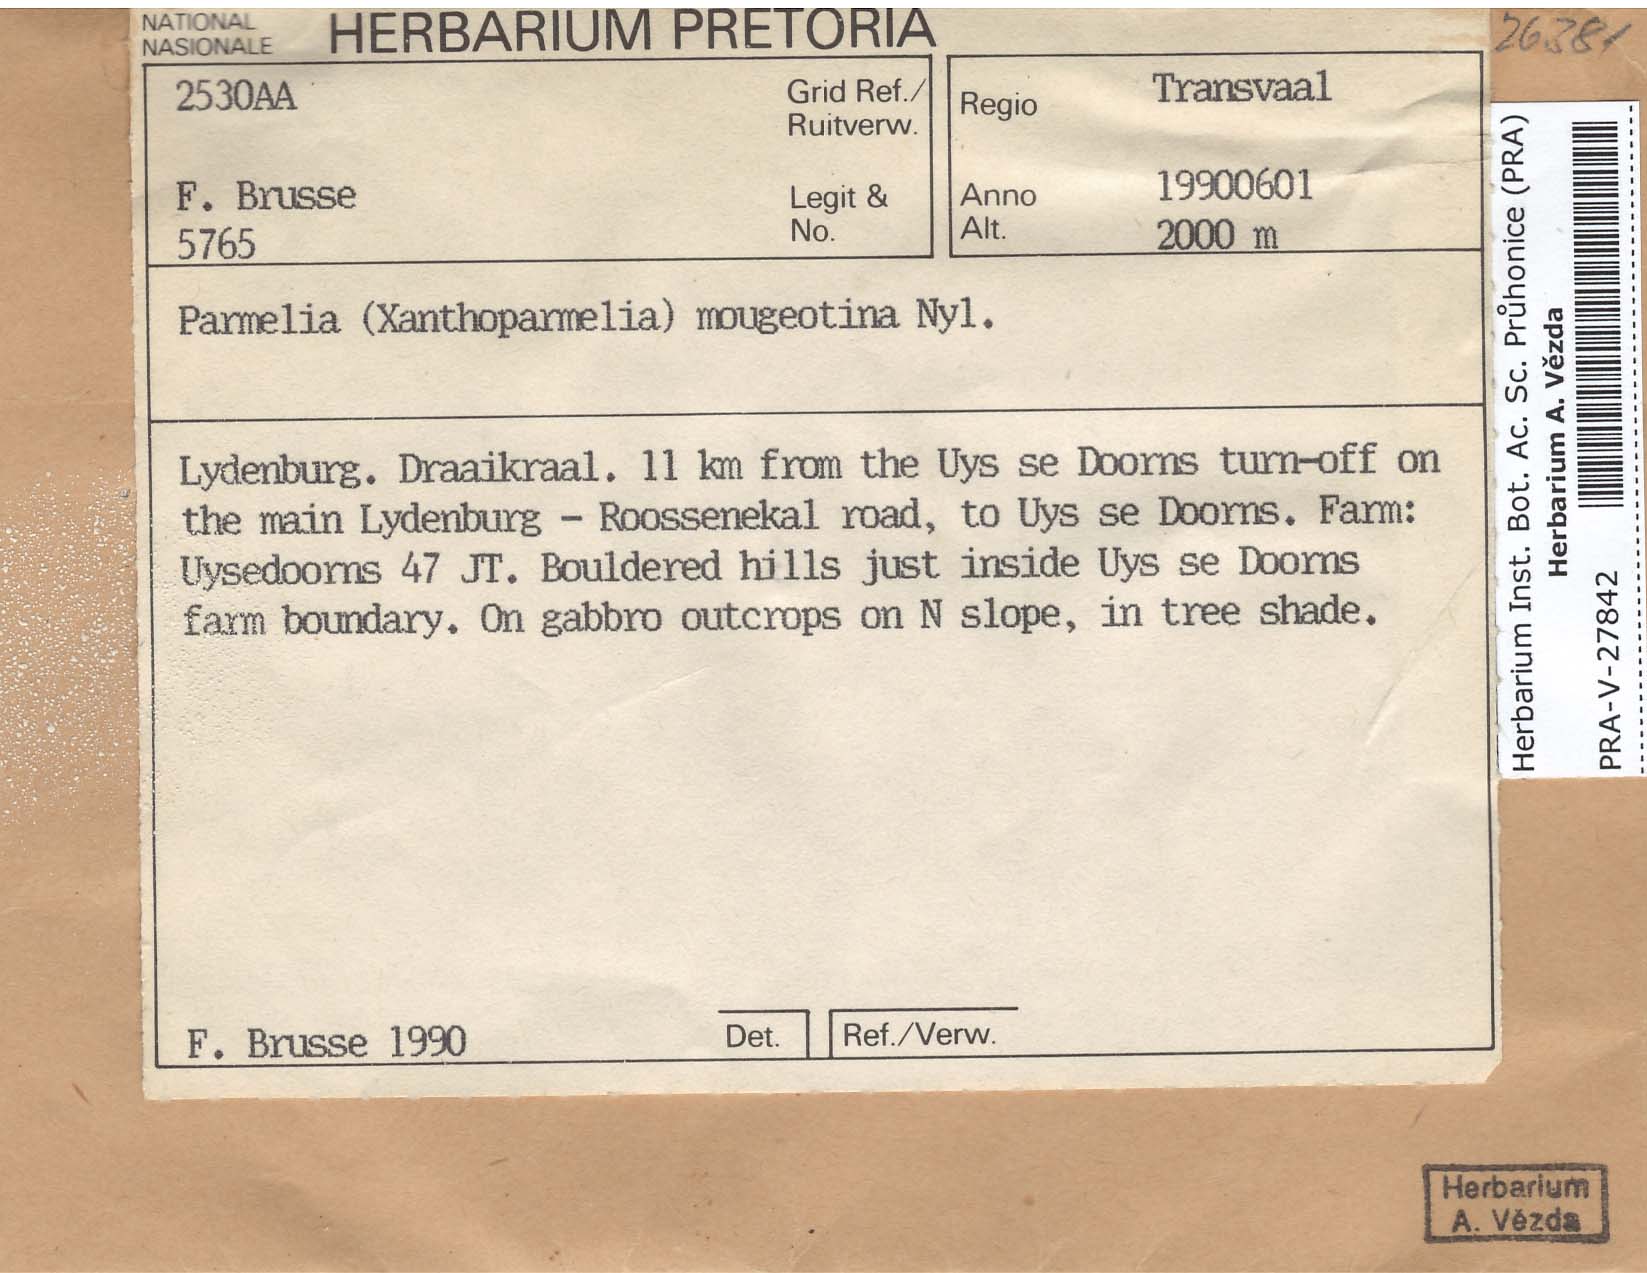 NATIONAL
NASIONALE
HERBARIUM PRETORIA
26381
2530AA
Grid Ref./
Ruitverw.
Regio
Transvaal
F. Brusse
5765
Legit &
No.
Anno
19900601
Alt.
2000 m
Parmelia (Xanthoparmelia) mougeotina Nyl.
Lydenburg. Draaikraal. 11 km from the Uys se Doorns turn-off on
the main Lydenburg - Roossenekal road, to Uys se Doorns. Farm:
Uysedoorns 47 JT. Bouldered hills just inside Uys se Doorns
farm boundary. On gabbro outcrops on N slope, in tree shade.
F. Brusse 1990
Det.
Ref./Verw.
Herbarium Inst. Bot. Ac. Sc. Průhonice (PRA)
Herbarium A. Vězda
PRA-V-27842
Herbarium
A. Vězda